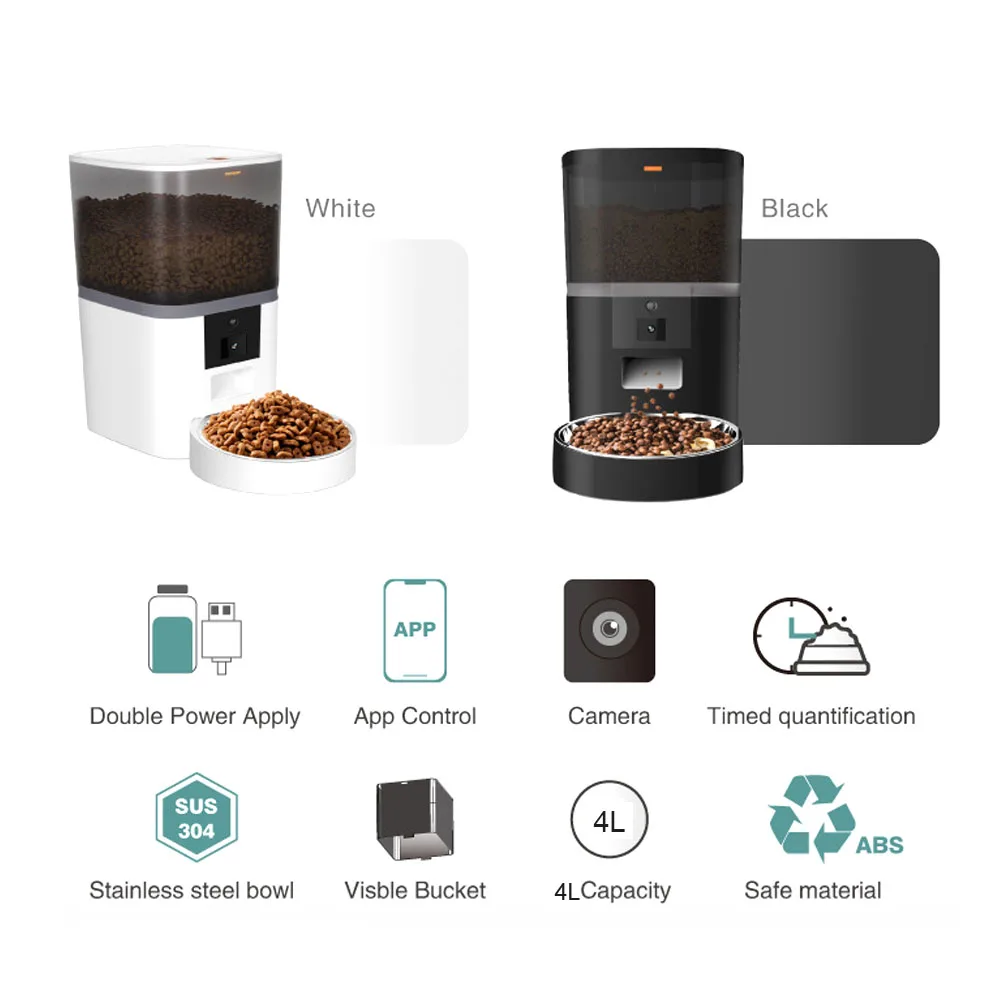 White
Black
APP
Double Power Apply
App Control
Camera
Timed quantification
SUS
304
4L
ABS
Stainless steel bowl
Visble Bucket
4LCapacity
Safe material